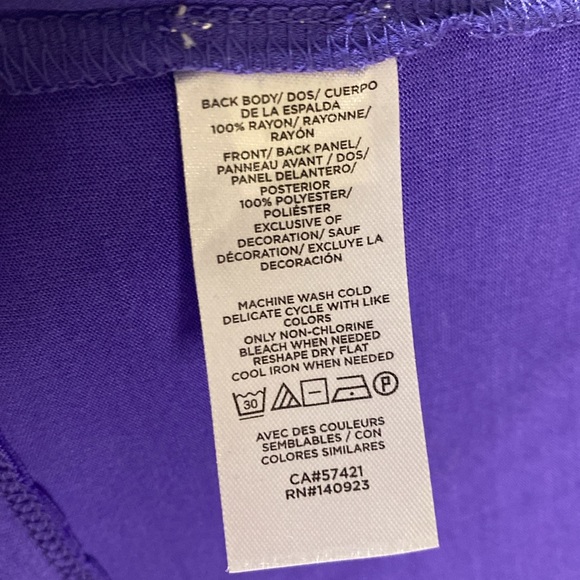 BACK BODY/ DOS/ CUERPO
DE LA ESPALDA
100% RAYON/ RAYONNE/
RAYÓN
FRONT/ BACK PANEL/
PANNEAU AVANT / DOS/
PANEL DELANTERO/
POSTERIOR
100% POLYESTER/
POLIÉSTER
EXCLUSIVE OF
DECORATION/ SAUF
DÉCORATION/ EXCLUYE LA
DECORACIÓN
MACHINE WASH COLD
DELICATE CYCLE WITH LIKE
COLORS
ONLY NON-CHLORINE
BLEACH WHEN NEEDED
RESHAPE DRY FLAT
COOL IRON WHEN NEEDED
30 P
AVEC DES COULEURS
SEMBLABLES / CON
COLORES SIMILARES
CA#57421
RN#140923